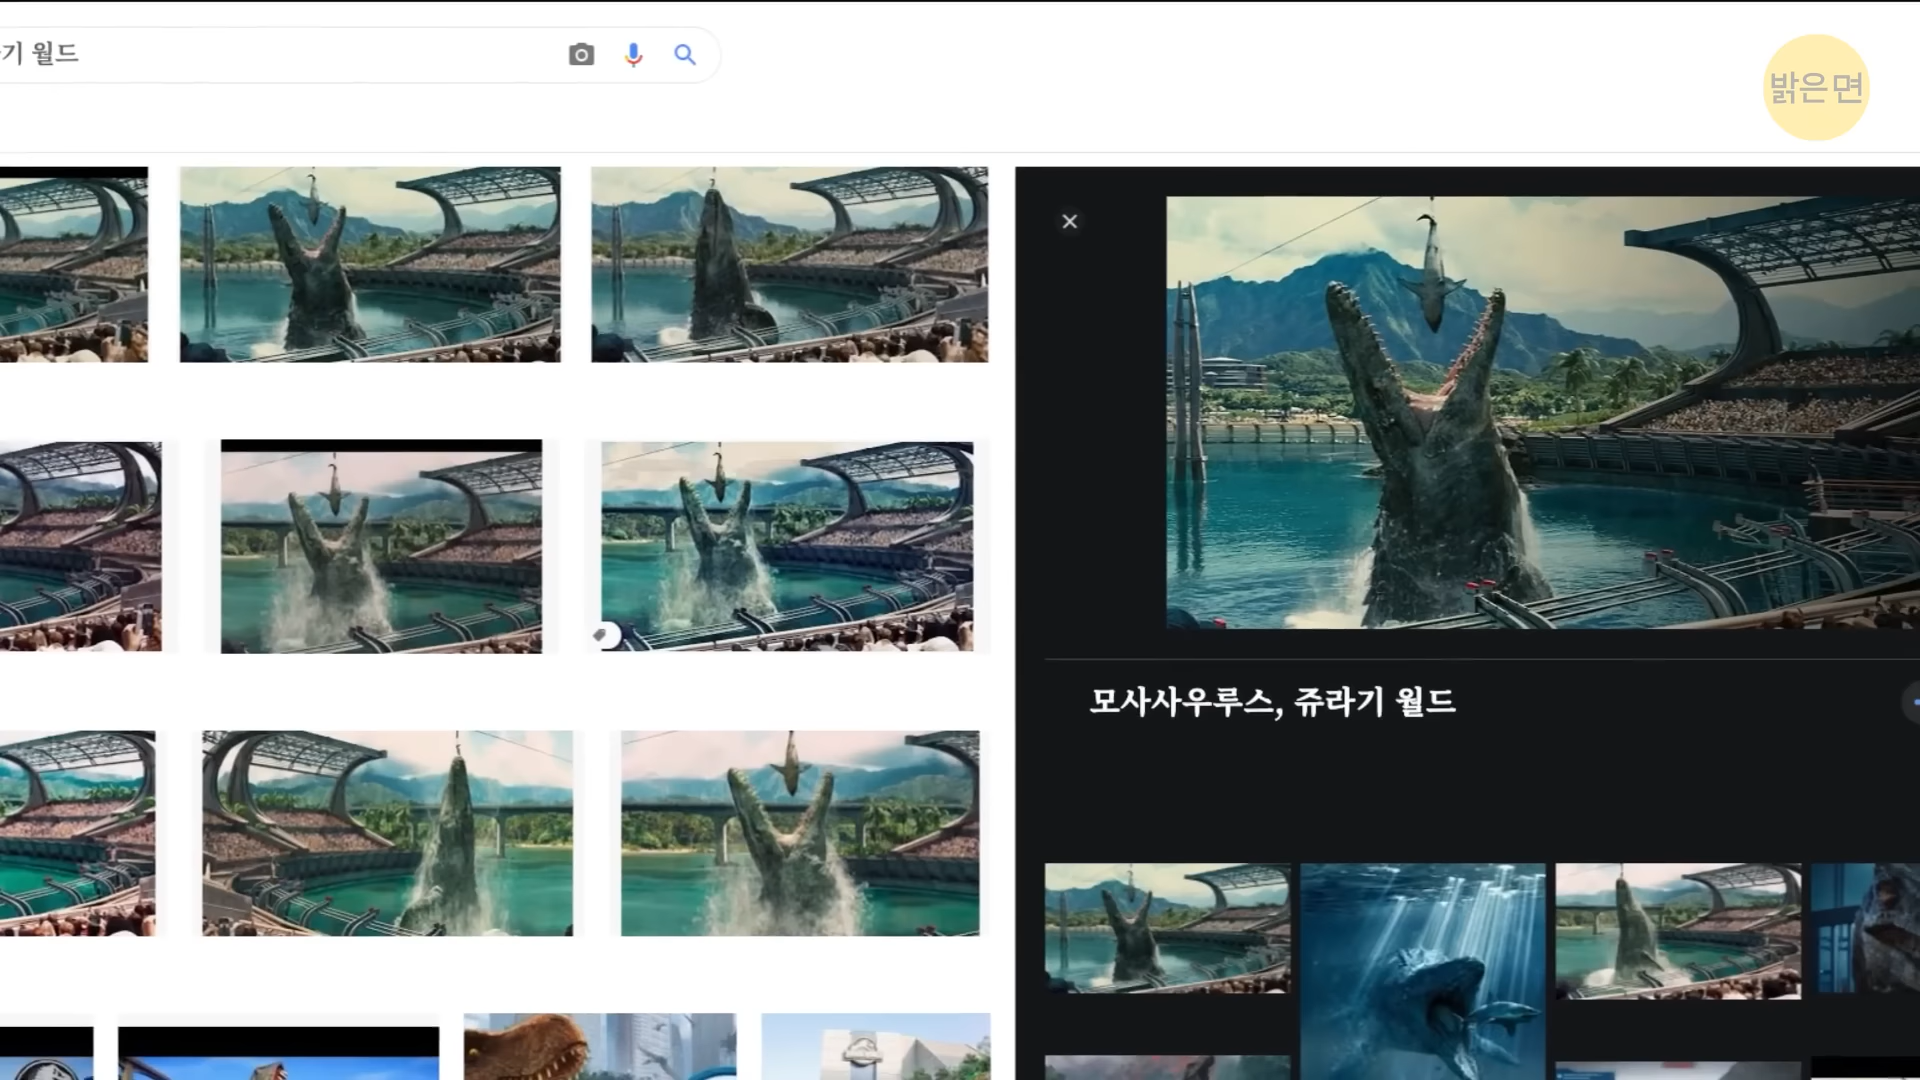 기 월드
밝은면
모사사우루스, 쥬라기 월드